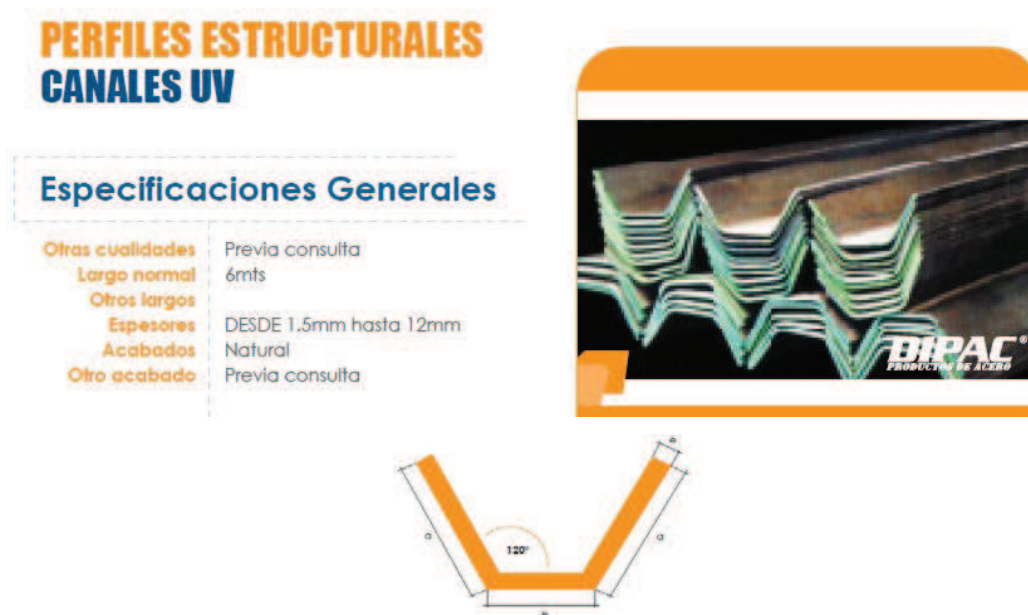 PERFILES ESTRUCTURALES
CANALES UV
Especificaciones Generales
Otras cualidades Previa consulta
Largo normal 6mts
Otros largos
Espesores DESDE 1.5mm hasta 12mm
Acabados Natural
Otro acabado Previa consulta
DIPAC®
PRODUCTOS DE ACERO
e
a
120°
a